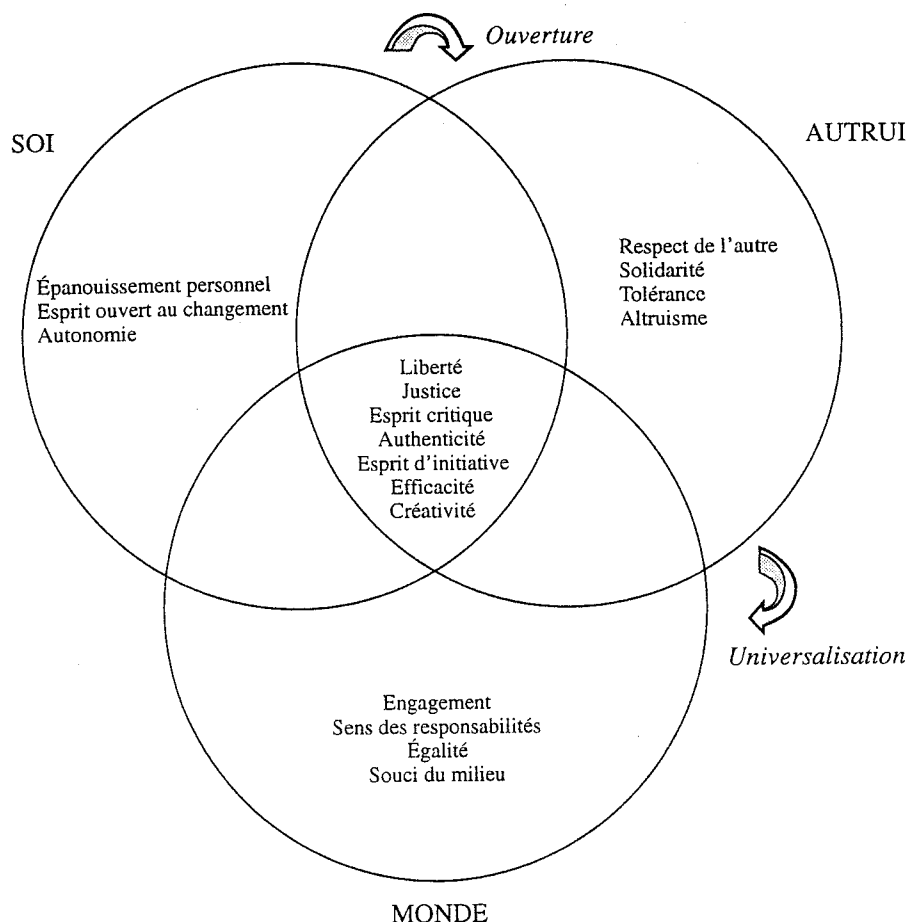 Ouverture
SOI
AUTRUI
Épanouissement personnel
Esprit ouvert au changement
Autonomie
Respect de l'autre
Solidarité
Tolérance
Altruisme
Liberté
Justice
Esprit critique
Authenticité
Esprit d'initiative
Efficacité
Créativité
Universalisation
Engagement
Sens des responsabilités
Égalité
Souci du milieu
MONDE